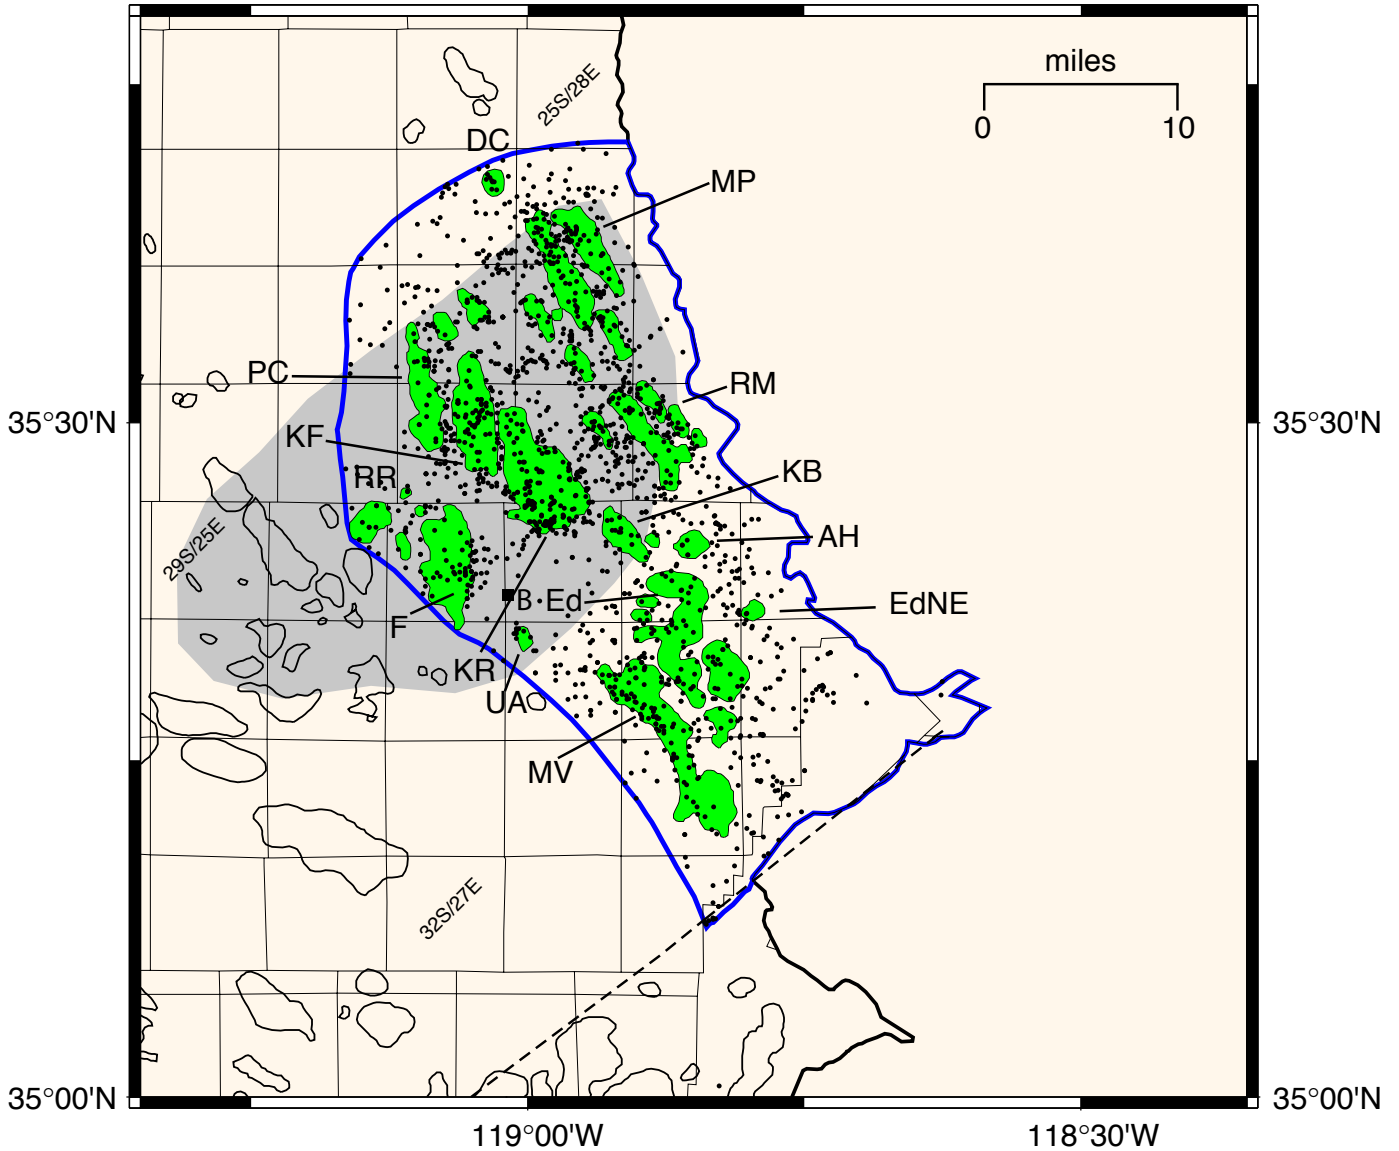 miles
0 10
25S/28E
DC
MP
PC
RM
35°30'N
35°30'N
KF
RR
KB
AH
29S/25E
B
Ed
EdNE
F
KR
UA
MV
32S/27E
35°00'N
35°00'N
119°00'W
118°30'W